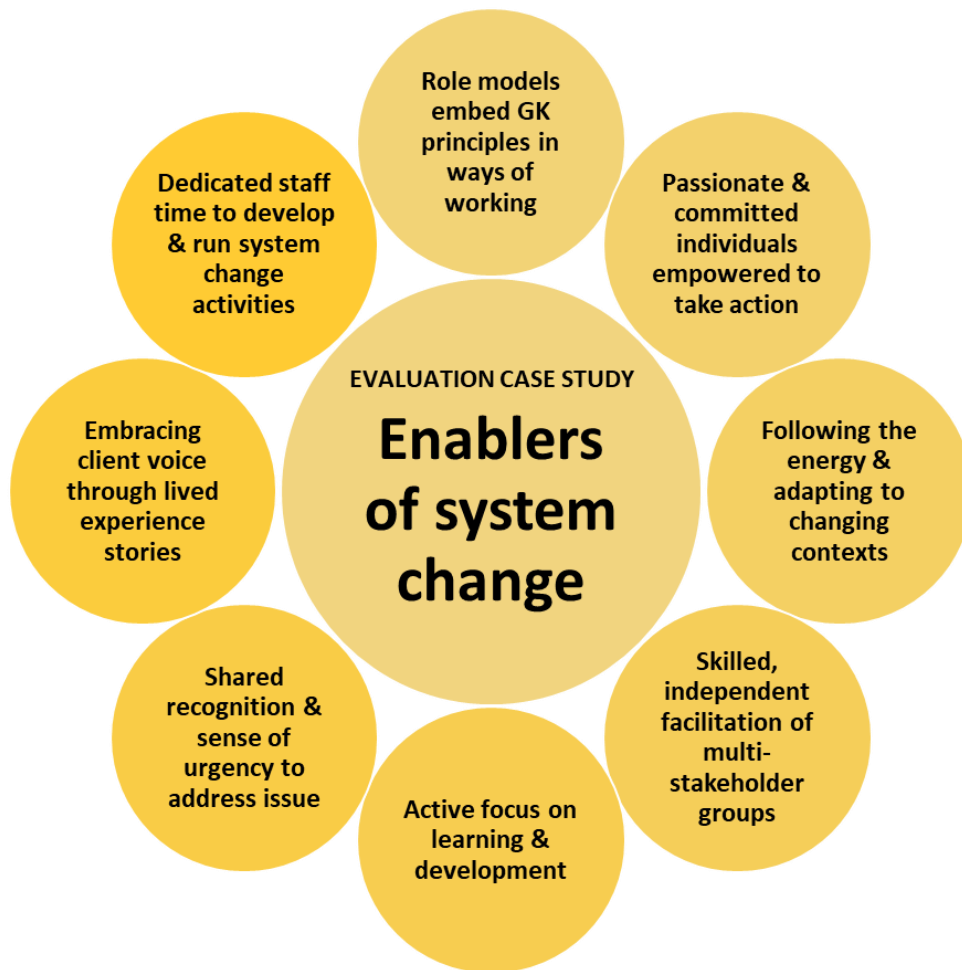 EVALUATION CASE STUDY
Enablers
of system
change
Role models
embed GK
principles in
ways of
working
Passionate &
committed
individuals
empowered to
take action
Following the
energy &
adapting to
changing
contexts
Skilled,
independent
facilitation of
multi-
stakeholder
groups
Active focus on
learning &
development
Shared
recognition &
sense of
urgency to
address issue
Embracing
client voice
through lived
experience
stories
Dedicated staff
time to develop
& run system
change
activities